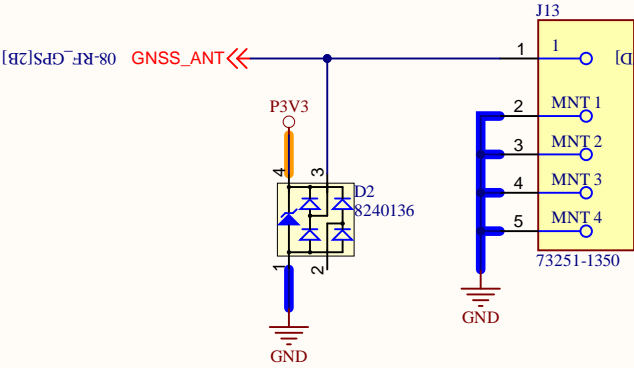 J13
08-RF_GPS[2B] GNSS_ANT
1
1
D]
P3V3
2
MNT 1
3
MNT 2
4
MNT 3
5
MNT 4
4
3
D2
8240136
1
2
73251-1350
GND
GND